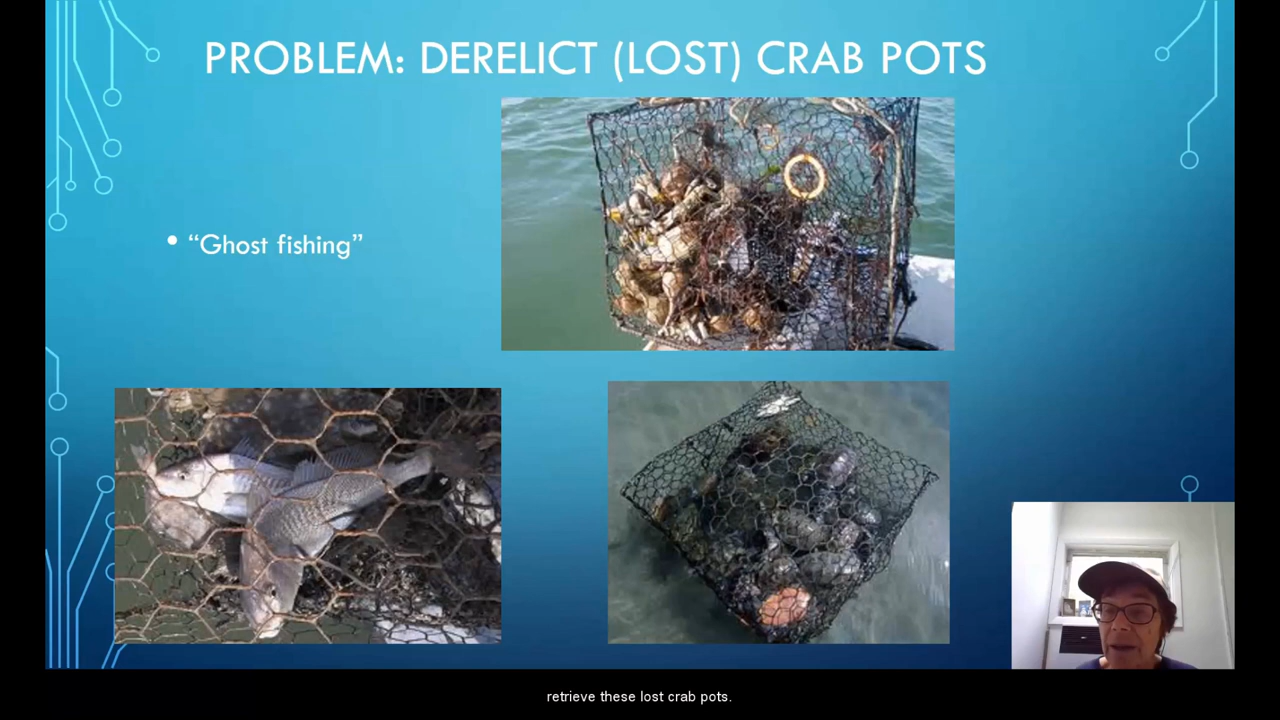 PROBLEM: DERELICT (LOST) CRAB POTS
• “Ghost fishing”
retrieve these lost crab pots.